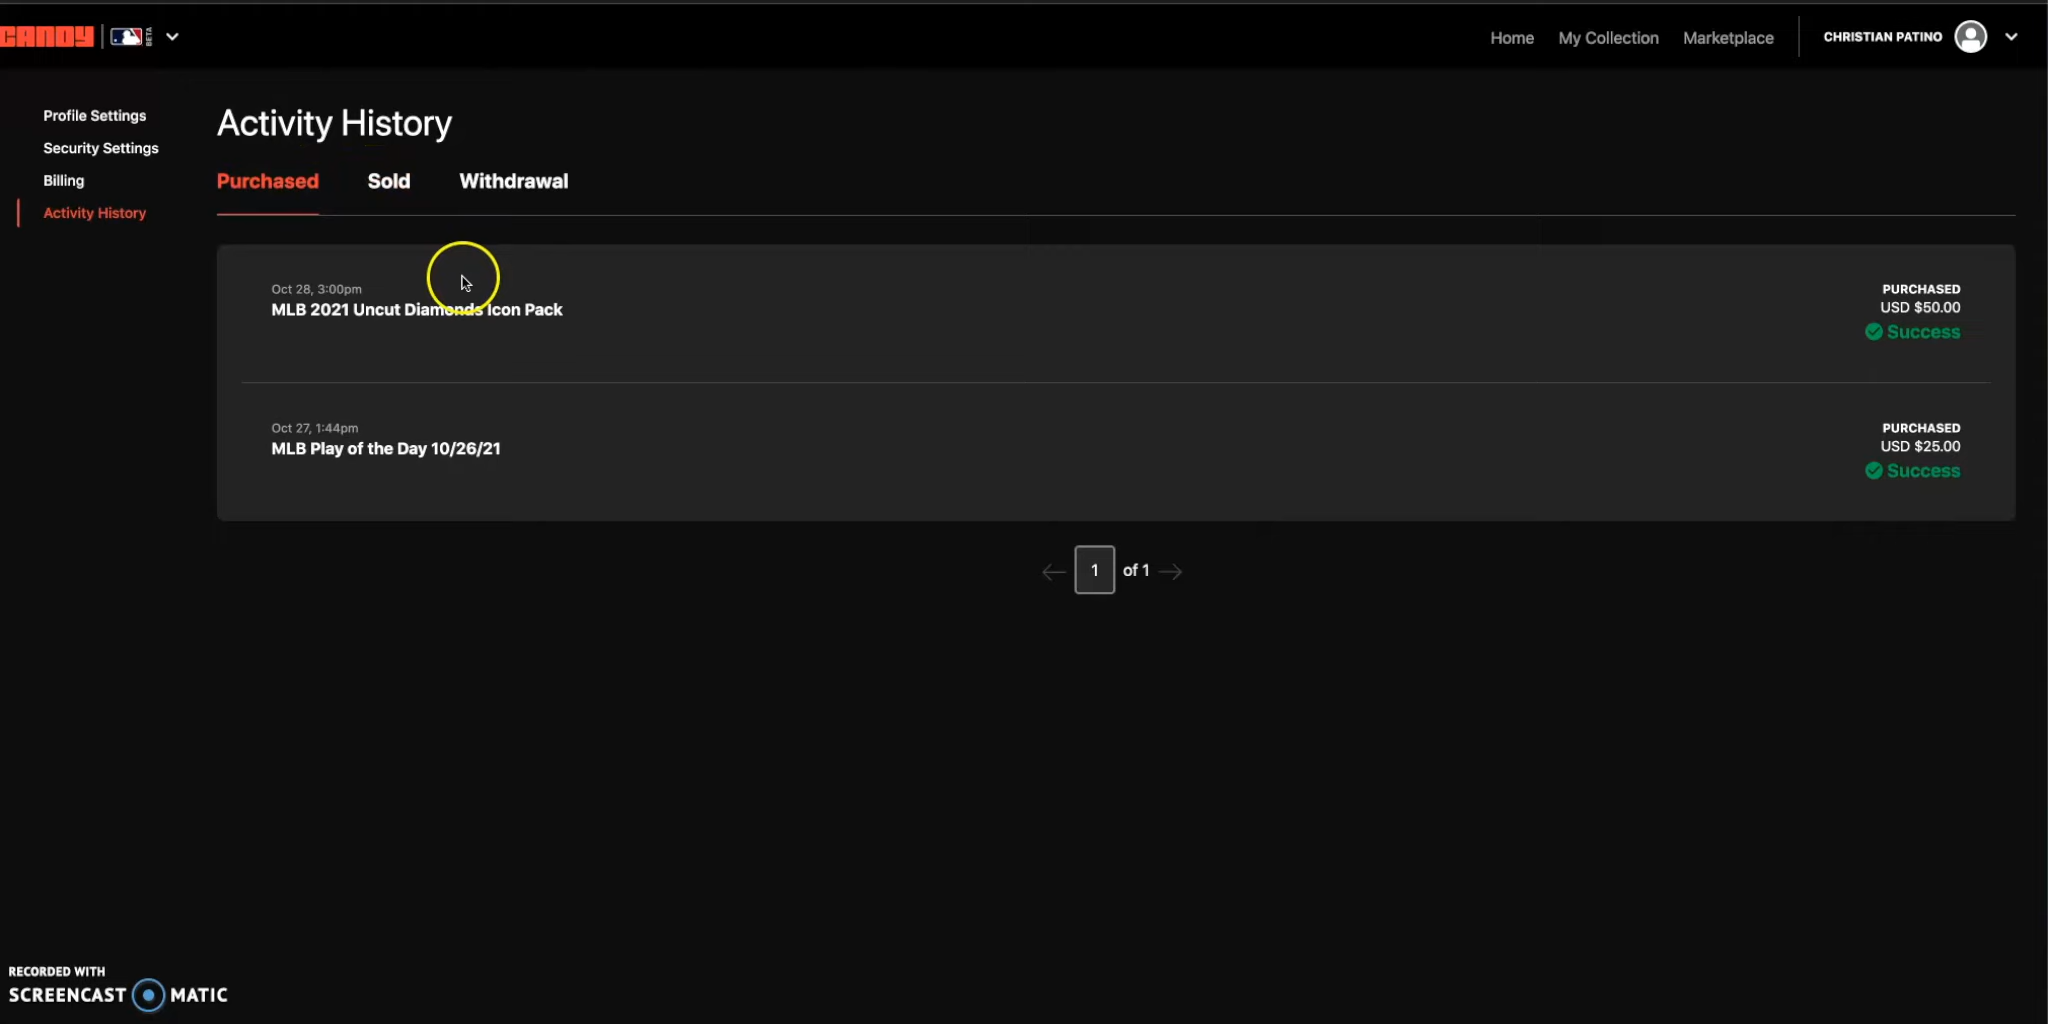 CANDY BETA
Home My Collection Marketplace CHRISTIAN PATINO
Profile Settings
Security Settings
Billing
Activity History
Activity History
Purchased Sold Withdrawal
Oct 28, 3:00pm
MLB 2021 Uncut Diamonds Icon Pack
PURCHASED
USD $50.00
Success
Oct 27, 1:44pm
MLB Play of the Day 10/26/21
PURCHASED
USD $25.00
Success
1 of 1
RECORDED WITH
SCREENCAST MATIC